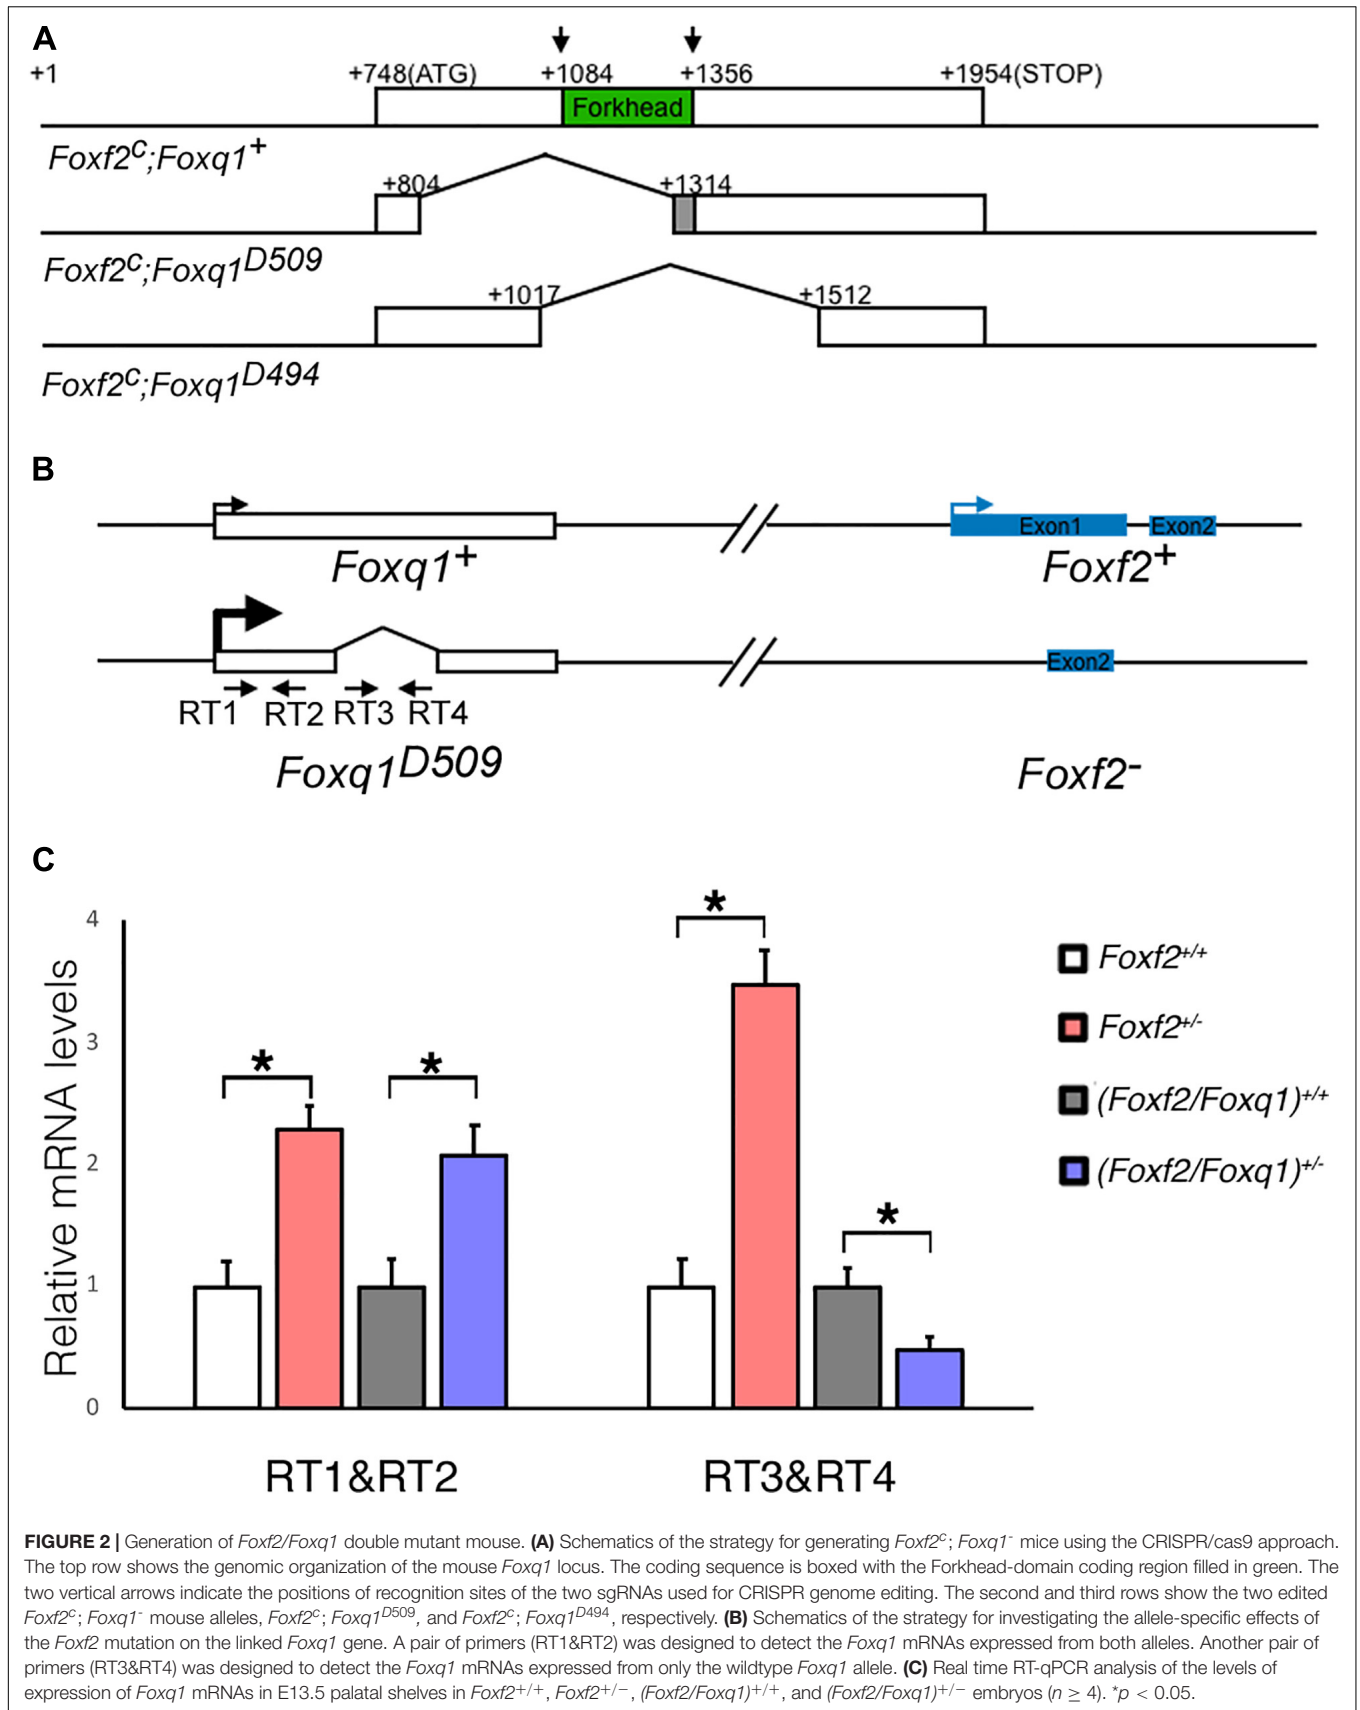 A
+1
+748(ATG)
+1084
+1356
+1954(STOP)
Forkhead
Foxf2c;Foxq1+
+804
+1314
Foxf2c;Foxq1D509
+1017
+1512
Foxf2c;Foxq1D494
B
Exon1
Exon2
Foxq1+
Foxf2+
Exon2
RT1
RT2
RT3
RT4
Foxq1D509
Foxf2-
C
Relative mRNA levels
4
3
2
1
0
*
*
*
*
RT1&RT2
RT3&RT4
Foxf2+/+
Foxf2+/-
(Foxf2/Foxq1)+/+
(Foxf2/Foxq1)+/-
FIGURE 2 | Generation of Foxf2/Foxq1 double mutant mouse. (A) Schematics of the strategy for generating Foxf2c; Foxq1- mice using the CRISPR/cas9 approach.
The top row shows the genomic organization of the mouse Foxq1 locus. The coding sequence is boxed with the Forkhead-domain coding region filled in green. The
two vertical arrows indicate the positions of recognition sites of the two sgRNAs used for CRISPR genome editing. The second and third rows show the two edited
Foxf2c; Foxq1- mouse alleles, Foxf2c; Foxq1D509, and Foxf2c; Foxq1D494, respectively. (B) Schematics of the strategy for investigating the allele-specific effects of
the Foxf2 mutation on the linked Foxq1 gene. A pair of primers (RT1&RT2) was designed to detect the Foxq1 mRNAs expressed from both alleles. Another pair of
primers (RT3&RT4) was designed to detect the Foxq1 mRNAs expressed from only the wildtype Foxq1 allele. (C) Real time RT-qPCR analysis of the levels of
expression of Foxq1 mRNAs in E13.5 palatal shelves in Foxf2+/+, Foxf2+/−, (Foxf2/Foxq1)+/+, and (Foxf2/Foxq1)+/− embryos (n ≥ 4). *p < 0.05.